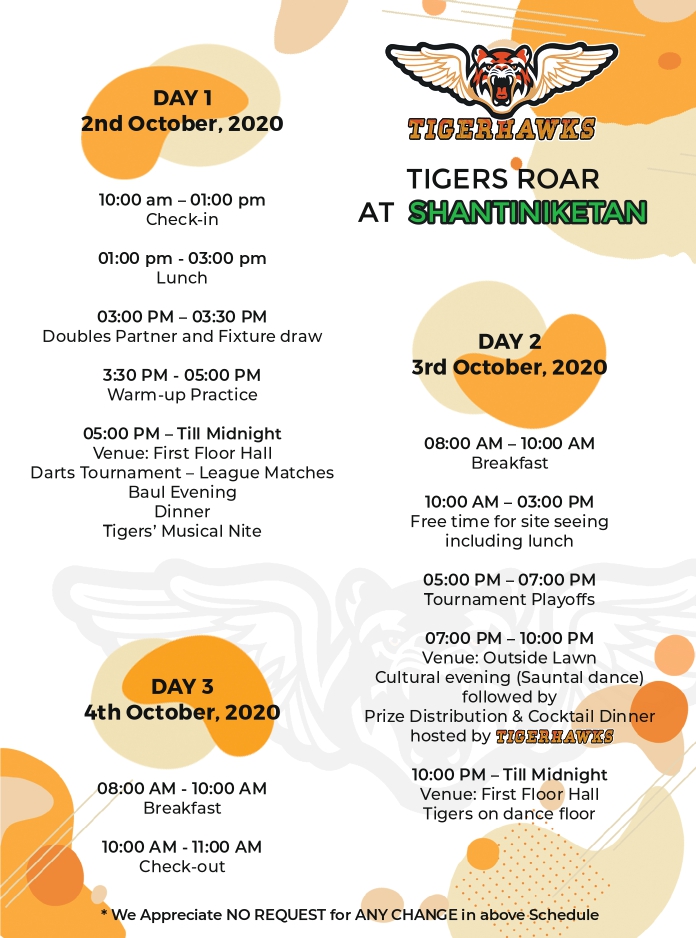 TIGERHAWKS
TIGERS ROAR
AT SHANTINIKETAN
DAY 1
2nd October, 2020
10:00 am – 01:00 pm
Check-in
01:00 pm - 03:00 pm
Lunch
03:00 PM – 03:30 PM
Doubles Partner and Fixture draw
3:30 PM - 05:00 PM
Warm-up Practice
05:00 PM – Till Midnight
Venue: First Floor Hall
Darts Tournament – League Matches
Baul Evening
Dinner
Tigers’ Musical Nite
DAY 2
3rd October, 2020
08:00 AM – 10:00 AM
Breakfast
10:00 AM – 03:00 PM
Free time for site seeing
including lunch
05:00 PM – 07:00 PM
Tournament Playoffs
07:00 PM – 10:00 PM
Venue: Outside Lawn
Cultural evening (Sauntal dance)
followed by
Prize Distribution & Cocktail Dinner
hosted by TIGERHAWKS
10:00 PM – Till Midnight
Venue: First Floor Hall
Tigers on dance floor
DAY 3
4th October, 2020
08:00 AM - 10:00 AM
Breakfast
10:00 AM - 11:00 AM
Check-out
* We Appreciate NO REQUEST for ANY CHANGE in above Schedule